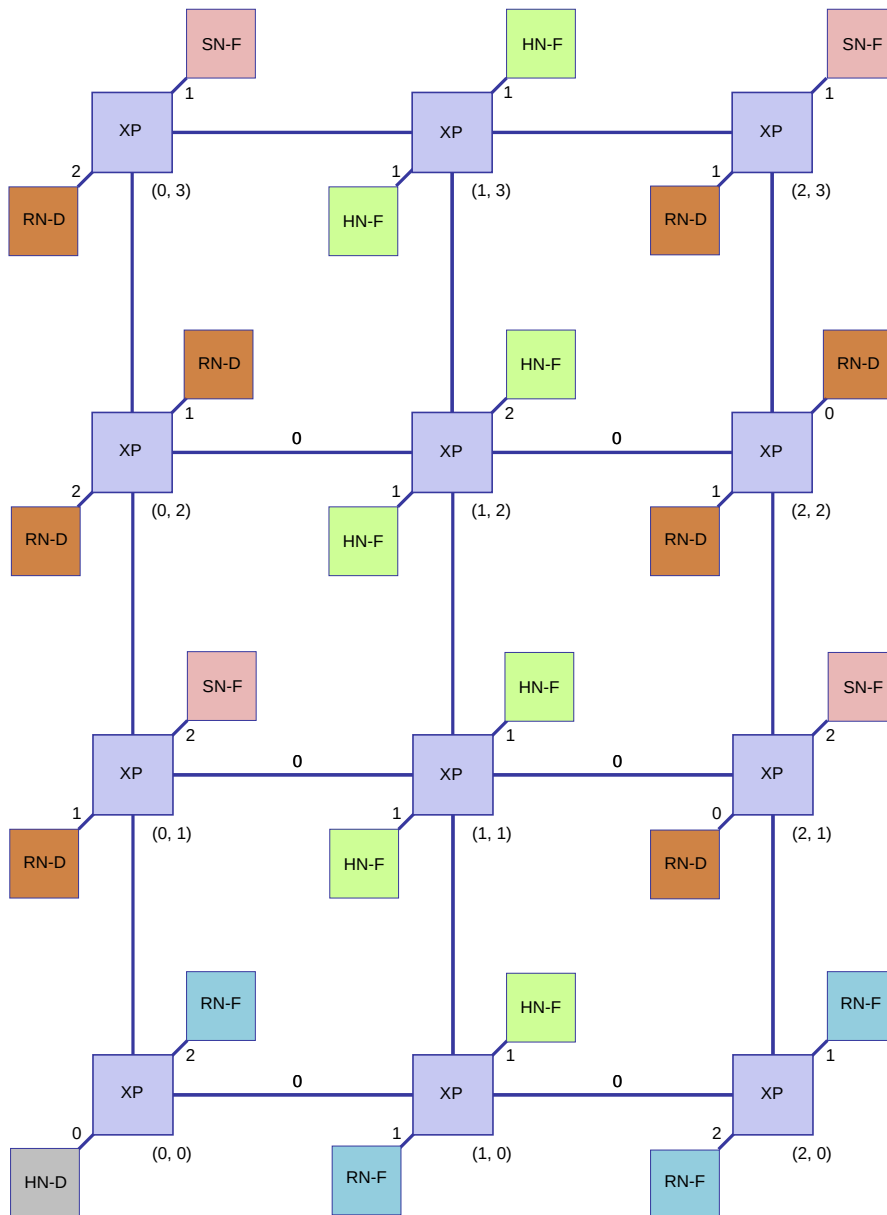 SN-F HN-F SN-F
1 1 1
XP XP XP
2 1 1
(0, 3) (1, 3) (2, 3)
RN-D HN-F RN-D
RN-D HN-F RN-D
1 2 0
0 0
XP XP XP
2 1 1
(0, 2) (1, 2) (2, 2)
RN-D HN-F RN-D
SN-F HN-F SN-F
2 1 2
0 0
XP XP XP
1 1 0
(0, 1) (1, 1) (2, 1)
RN-D HN-F RN-D
RN-F HN-F RN-F
2 1 1
0 0
XP XP XP
0 1 2
(0, 0) (1, 0) (2, 0)
HN-D RN-F RN-F